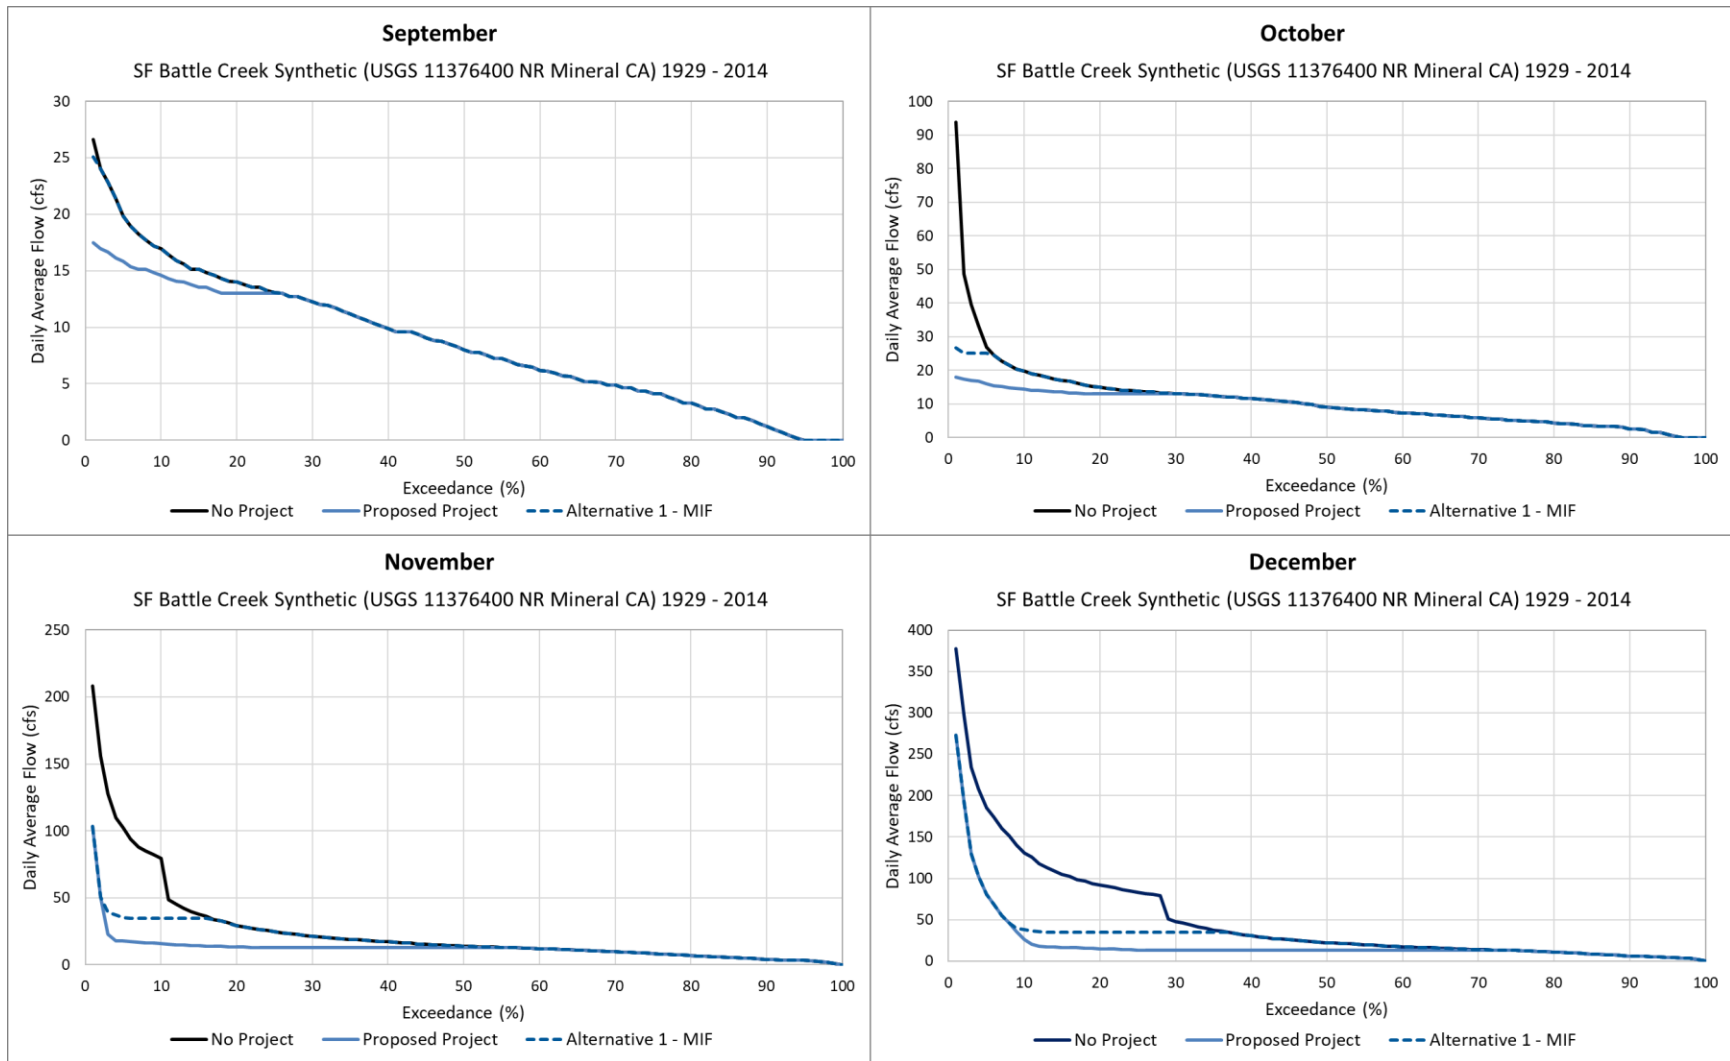 September
SF Battle Creek Synthetic (USGS 11376400 NR Mineral CA) 1929 - 2014
Daily Average Flow (cfs)
30
25
20
15
10
5
0
0 10 20 30 40 50 60 70 80 90 100
Exceedance (%)
No Project Proposed Project Alternative 1 - MIF
October
SF Battle Creek Synthetic (USGS 11376400 NR Mineral CA) 1929 - 2014
Daily Average Flow (cfs)
100
90
80
70
60
50
40
30
20
10
0
0 10 20 30 40 50 60 70 80 90 100
Exceedance (%)
No Project Proposed Project Alternative 1 - MIF
November
SF Battle Creek Synthetic (USGS 11376400 NR Mineral CA) 1929 - 2014
Daily Average Flow (cfs)
250
200
150
100
50
0
0 10 20 30 40 50 60 70 80 90 100
Exceedance (%)
No Project Proposed Project Alternative 1 - MIF
December
SF Battle Creek Synthetic (USGS 11376400 NR Mineral CA) 1929 - 2014
Daily Average Flow (cfs)
400
350
300
250
200
150
100
50
0
0 10 20 30 40 50 60 70 80 90 100
Exceedance (%)
No Project Proposed Project Alternative 1 - MIF